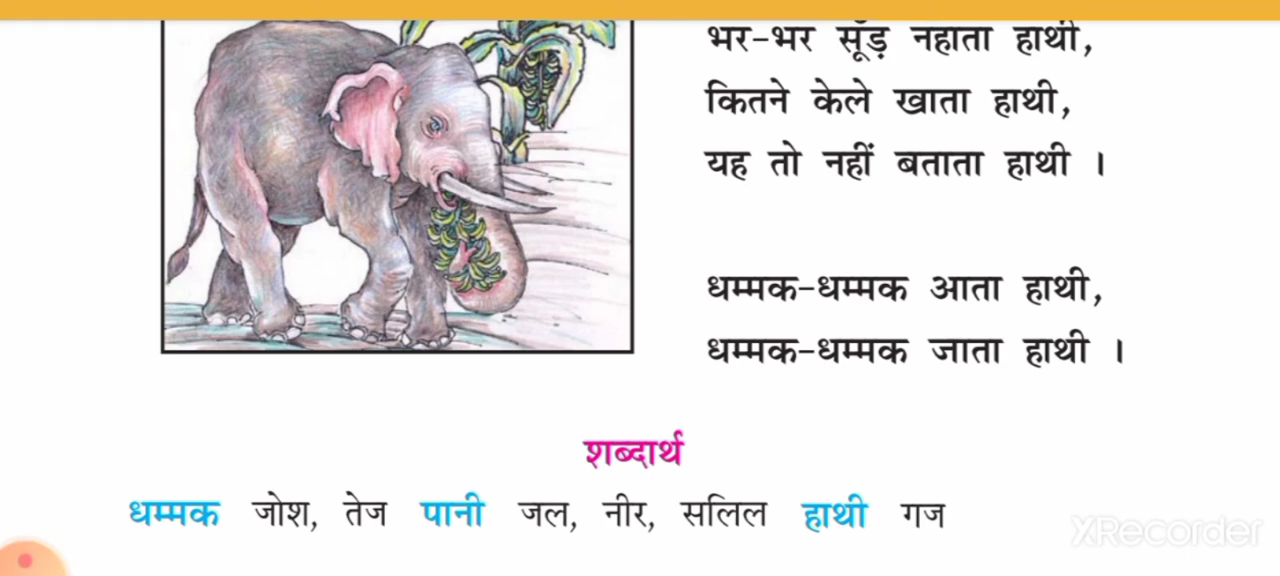 भर-भर सूँड़ नहाता हाथी,
कितने केले खाता हाथी,
यह तो नहीं बताता हाथी ।
धम्मक-धम्मक आता हाथी,
धम्मक-धम्मक जाता हाथी ।
शब्दार्थ
धम्मक जोश, तेज पानी जल, नीर, सलिल हाथी गज
XRecorder